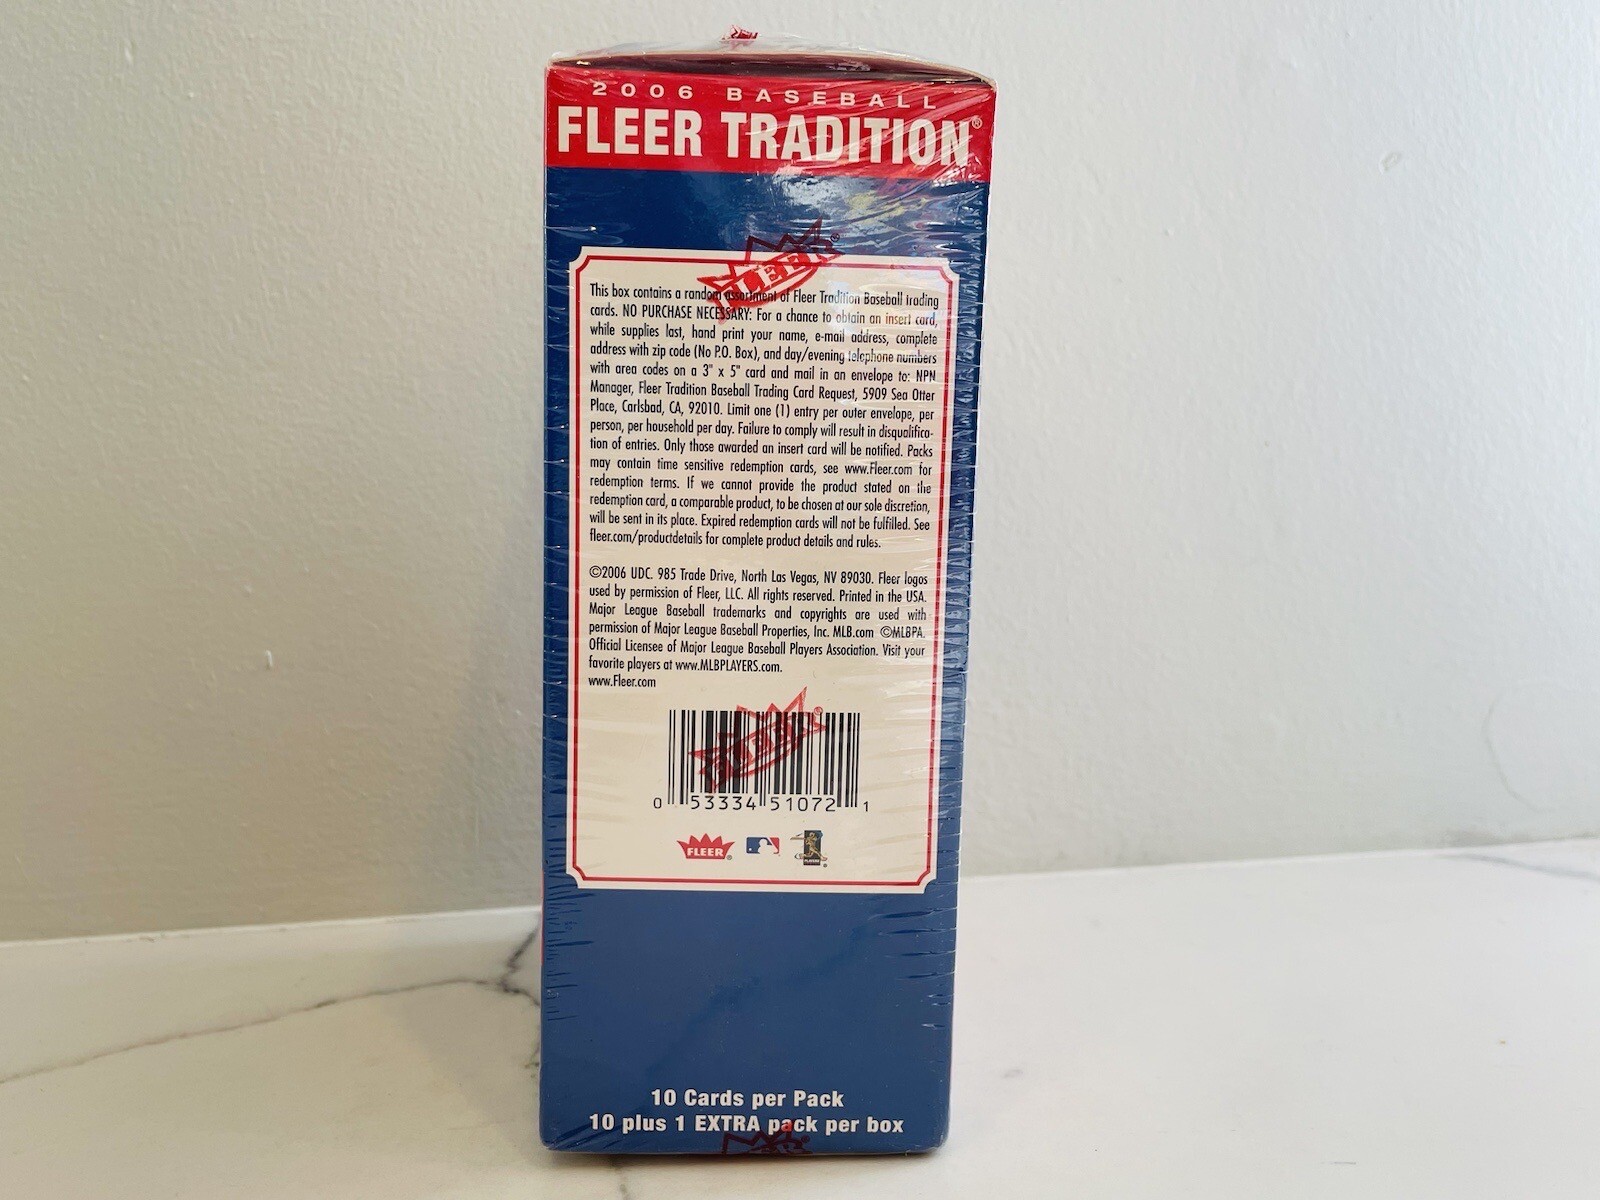 2006 BASEBALL
FLEER TRADITION®
FLEER®
This box contains a random assortment of Fleer Tradition Baseball trading
cards. NO PURCHASE NECESSARY: For a chance to obtain an insert card,
while supplies last, hand print your name, e-mail address, complete
address with zip code (No P.O. Box), and day/evening telephone numbers
with area codes on a 3" x 5" card and mail in an envelope to: NPN
Manager, Fleer Tradition Baseball Trading Card Request, 5909 Sea Otter
Place, Carlsbad, CA, 92010. Limit one (1) entry per outer envelope, per
person, per household per day. Failure to comply will result in disqualifica-
tion of entries. Only those awarded an insert card will be notified. Packs
may contain time sensitive redemption cards, see www.Fleer.com for
redemption terms. If we cannot provide the product stated on the
redemption card, a comparable product, to be chosen at our sole discretion,
will be sent in its place. Expired redemption cards will not be fulfilled. See
fleer.com/productdetails for complete product details and rules.
©2006 UDC. 985 Trade Drive, North Las Vegas, NV 89030. Fleer logos
used by permission of Fleer, LLC. All rights reserved. Printed in the USA.
Major League Baseball trademarks and copyrights are used with
permission of Major League Baseball Properties, Inc. MLB.com ©MLBPA.
Official Licensee of Major League Baseball Players Association. Visit your
favorite players at www.MLBPLAYERS.com.
www.Fleer.com
FLEER®
0 53334 51072 1
FLEER®
PLAYERS
10 Cards per Pack
10 plus 1 EXTRA pack per box